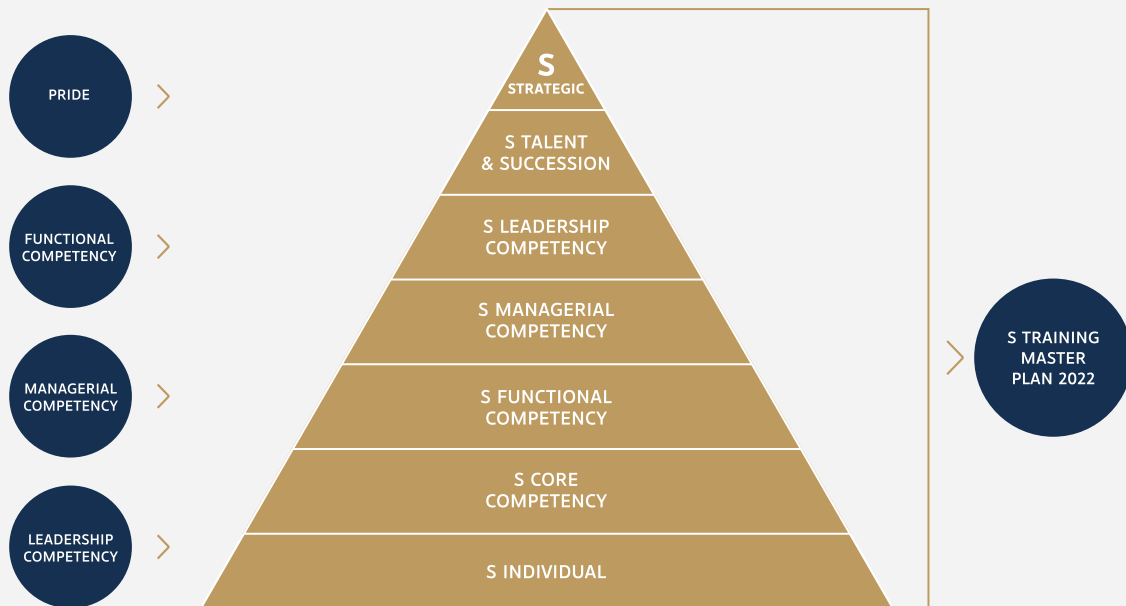 PRIDE
FUNCTIONAL
COMPETENCY
MANAGERIAL
COMPETENCY
LEADERSHIP
COMPETENCY
S
STRATEGIC
S TALENT
& SUCCESSION
S LEADERSHIP
COMPETENCY
S MANAGERIAL
COMPETENCY
S FUNCTIONAL
COMPETENCY
S CORE
COMPETENCY
S INDIVIDUAL
S TRAINING
MASTER
PLAN 2022